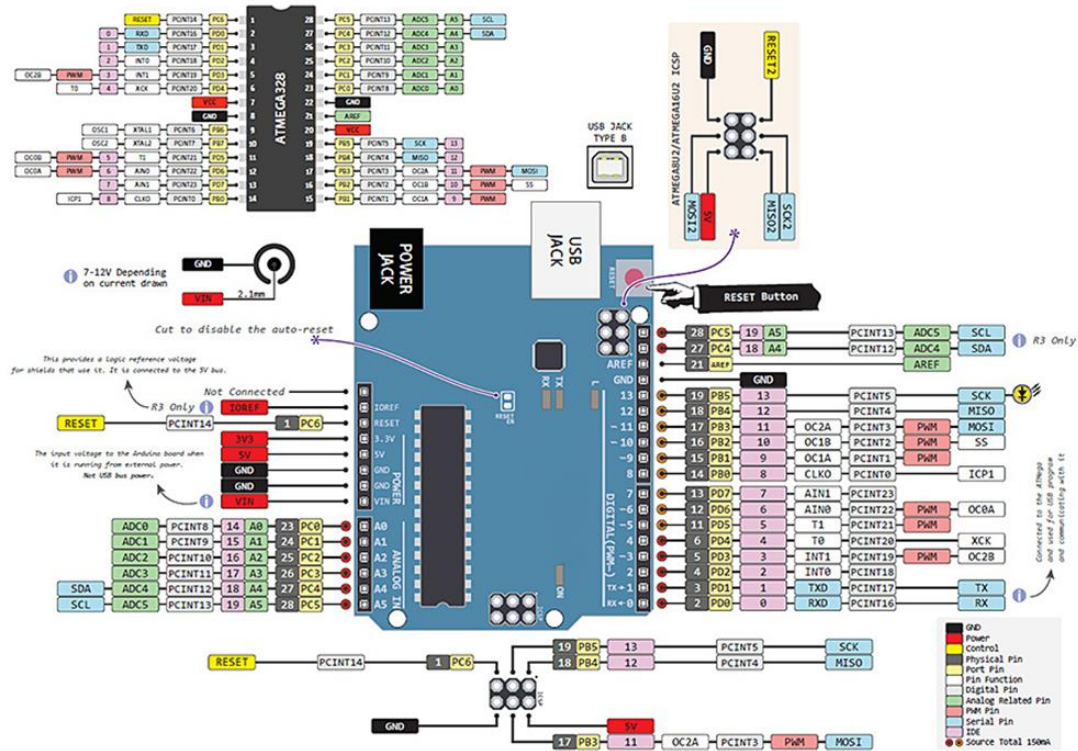 RESET PCINT14 PC6 1
0 RXD PCINT16 PD0 2
1 TXD PCINT17 PD1 3
2 INT0 PCINT18 PD2 4
OC2B PWM 3 INT1 PCINT19 PD3 5
T0 4 XCK PCINT20 PD4 6
VCC 7
GND 8
OSC1 XTAL1 PCINT6 PB6 9
OSC2 XTAL2 PCINT7 PB7 10
OC0B PWM 5 T1 PCINT21 PD5 11
OC0A PWM 6 AIN0 PCINT22 PD6 12
7 AIN1 PCINT23 PD7 13
ICP1 8 CLKO PCINT0 PB0 14
ATMEGA328
28 PC5 PCINT13 ADC5 A5 SCL
27 PC4 PCINT12 ADC4 A4 SDA
26 PC3 PCINT11 ADC3 A3
25 PC2 PCINT10 ADC2 A2
24 PC1 PCINT9 ADC1 A1
23 PC0 PCINT8 ADC0 A0
22 GND
21 AREF
20 VCC
19 PB5 PCINT5 SCK 13
18 PB4 PCINT4 MISO 12
17 PB3 PCINT3 OC2A 11 PWM MOSI
16 PB2 PCINT2 OC1B 10 PWM SS
15 PB1 PCINT1 OC1A 9 PWM
USB JACK
TYPE B
ATMEGA8U2/ATMEGA16U2 ICSP
GND
RESET2
MOSI2
5V
MISO2
SCK2
7-12V Depending
on current drawn
GND
VIN
2.1mm
POWER
JACK
USB
JACK
RESET
RESET Button
Cut to disable the auto-reset
This provides a logic reference voltage
for shields that use it. It is connected to the 5V bus.
Not Connected
R3 Only IOREF
RESET PCINT14 1 PC6
3V3
5V
GND
GND
VIN
The input voltage to the Arduino board when
it is running from external power.
Not USB bus power.
ADC0 PCINT8 14 A0 23 PC0
ADC1 PCINT9 15 A1 24 PC1
ADC2 PCINT10 16 A2 25 PC2
ADC3 PCINT11 17 A3 26 PC3
SDA ADC4 PCINT12 18 A4 27 PC4
SCL ADC5 PCINT13 19 A5 28 PC5
IOREF
RESET
3.3V
5V
GND
GND
VIN
POWER
A0
A1
A2
A3
A4
A5
ANALOG IN
RESET
EN
RX
TX
L
ON
ICSP
AREF
GND
13
12
~11
~10
~9
8
7
~6
~5
4
~3
2
TX→1
RX←0
DIGITAL(PWM~)
28 PC5 19 A5 PCINT13 ADC5 SCL
27 PC4 18 A4 PCINT12 ADC4 SDA
R3 Only
21 AREF AREF
GND
19 PB5 13 PCINT5 SCK
18 PB4 12 PCINT4 MISO
17 PB3 11 OC2A PCINT3 PWM MOSI
16 PB2 10 OC1B PCINT2 PWM SS
15 PB1 9 OC1A PCINT1 PWM
14 PB0 8 CLKO PCINT0 ICP1
13 PD7 7 AIN1 PCINT23
12 PD6 6 AIN0 PCINT22 PWM OC0A
11 PD5 5 T1 PCINT21 PWM
6 PD4 4 T0 PCINT20 XCK
5 PD3 3 INT1 PCINT19 PWM OC2B
4 PD2 2 INT0 PCINT18
3 PD1 1 TXD PCINT17 TX
2 PD0 0 RXD PCINT16 RX
Connected to the ATMega
and used for USB program
and communicating with it
RESET PCINT14 1 PC6
19 PB5 13 PCINT5 SCK
18 PB4 12 PCINT4 MISO
ICSP
GND
5V
17 PB3 11 OC2A PCINT3 PWM MOSI
GND
Power
Control
Physical Pin
Port Pin
Pin Function
Digital Pin
Analog Related Pin
PWM Pin
Serial Pin
IDE
Source Total 150mA